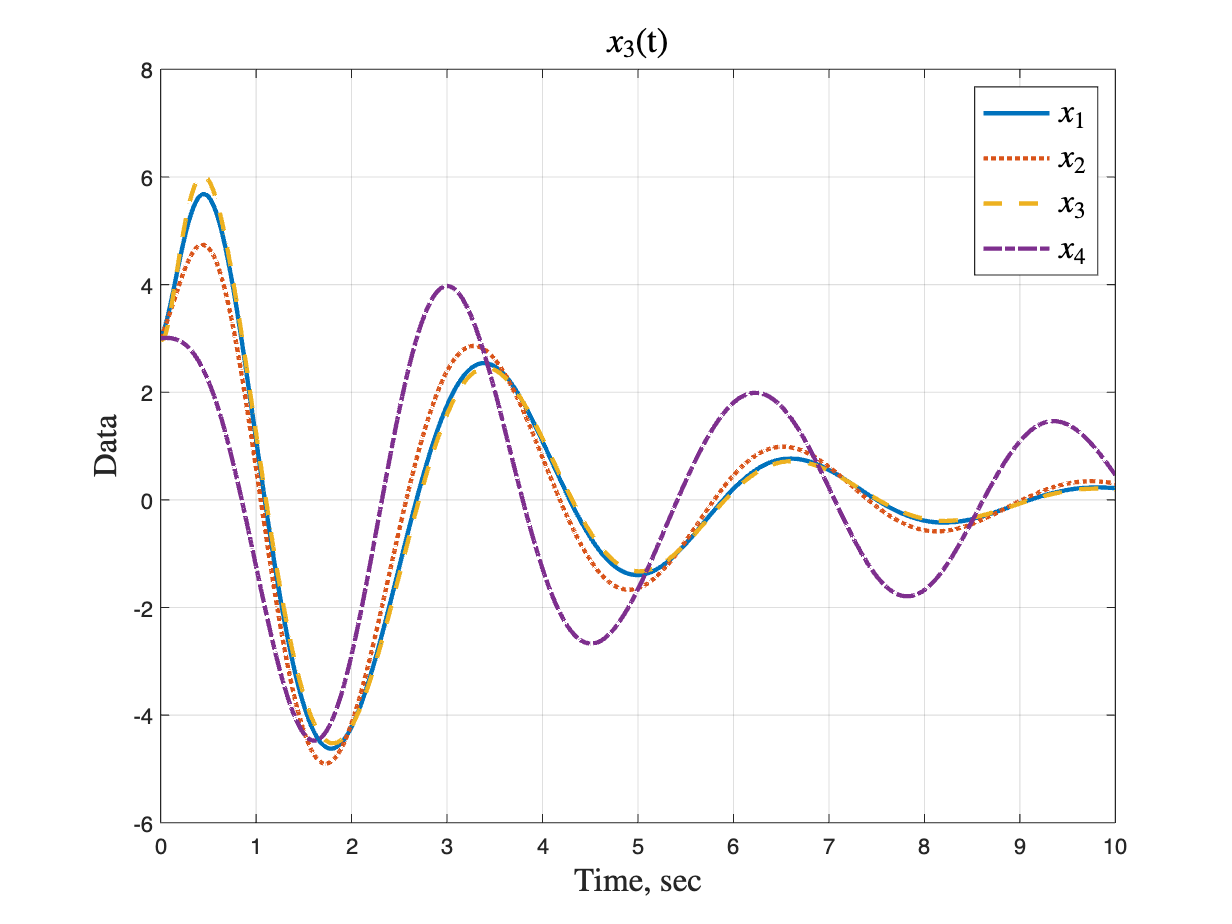 x₃(t)
8
6
4
2
0
-2
-4
-6
Data
x₁
x₂
x₃
x₄
0 1 2 3 4 5 6 7 8 9 10
Time, sec